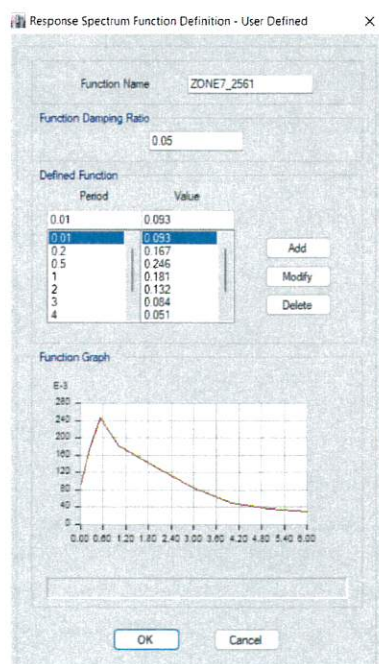 Response Spectrum Function Definition - User Defined
Function Name ZONE7_2561
Function Damping Ratio
0.05
Defined Function
Period Value
0.01 0.093
0.01 0.093
0.2 0.167
0.5 0.246
1 0.181
2 0.132
3 0.084
4 0.051
Add
Modify
Delete
Function Graph
E-3
280
240
200
160
120
80
40
0
0.00 0.60 1.20 1.80 2.40 3.00 3.60 4.20 4.80 5.40 6.00
OK Cancel